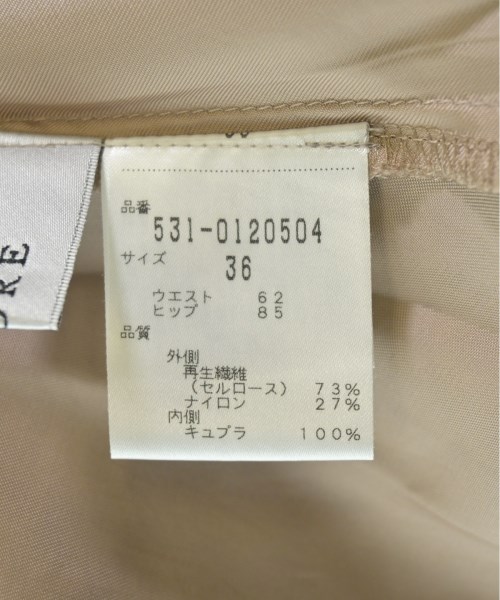 品番
531-0120504
サイズ
36
ウエスト 62
ヒップ 85
品質
外側
再生繊維
(セルロース) 73%
ナイロン 27%
内側
キュプラ 100%